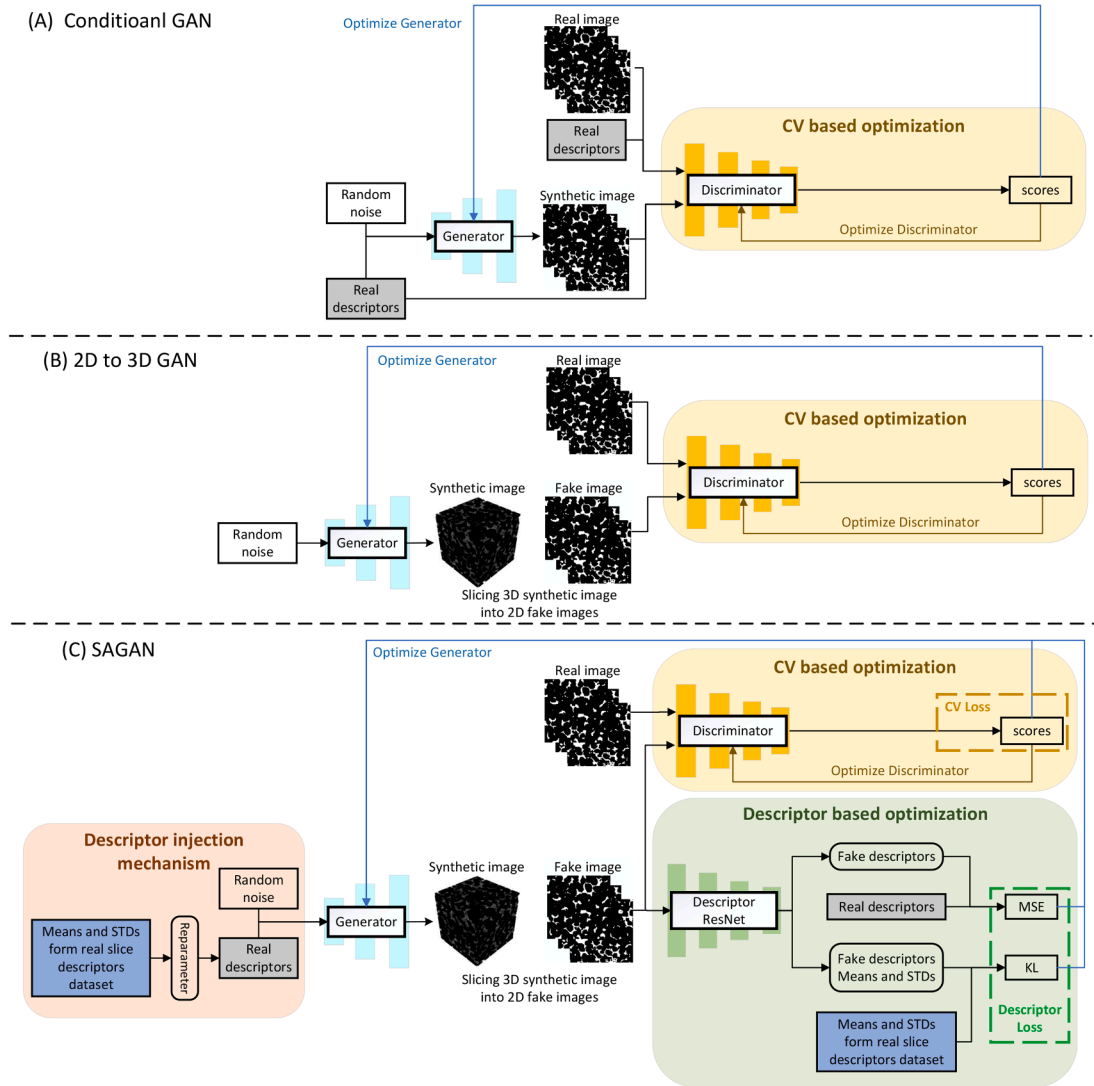 (A) Conditioanl GAN
Optimize Generator
Real image
CV based optimization
Real
descriptors
Discriminator
scores
Optimize Discriminator
Random
noise
Generator
Synthetic image
Real
descriptors
(B) 2D to 3D GAN
Optimize Generator
Real image
CV based optimization
Discriminator
scores
Optimize Discriminator
Random
noise
Generator
Synthetic image
Fake image
Slicing 3D synthetic image
into 2D fake images
(C) SAGAN
Optimize Generator
Real image
CV based optimization
CV Loss
Discriminator
scores
Optimize Discriminator
Descriptor injection
mechanism
Random
noise
Means and STDs
form real slice
descriptors
dataset
Reparameter
Real
descriptors
Generator
Synthetic image
Fake image
Slicing 3D synthetic image
into 2D fake images
Descriptor based optimization
Descriptor
ResNet
Fake descriptors
Real descriptors
MSE
Fake descriptors
Means and STDs
KL
Means and STDs
form real slice
descriptors dataset
Descriptor
Loss